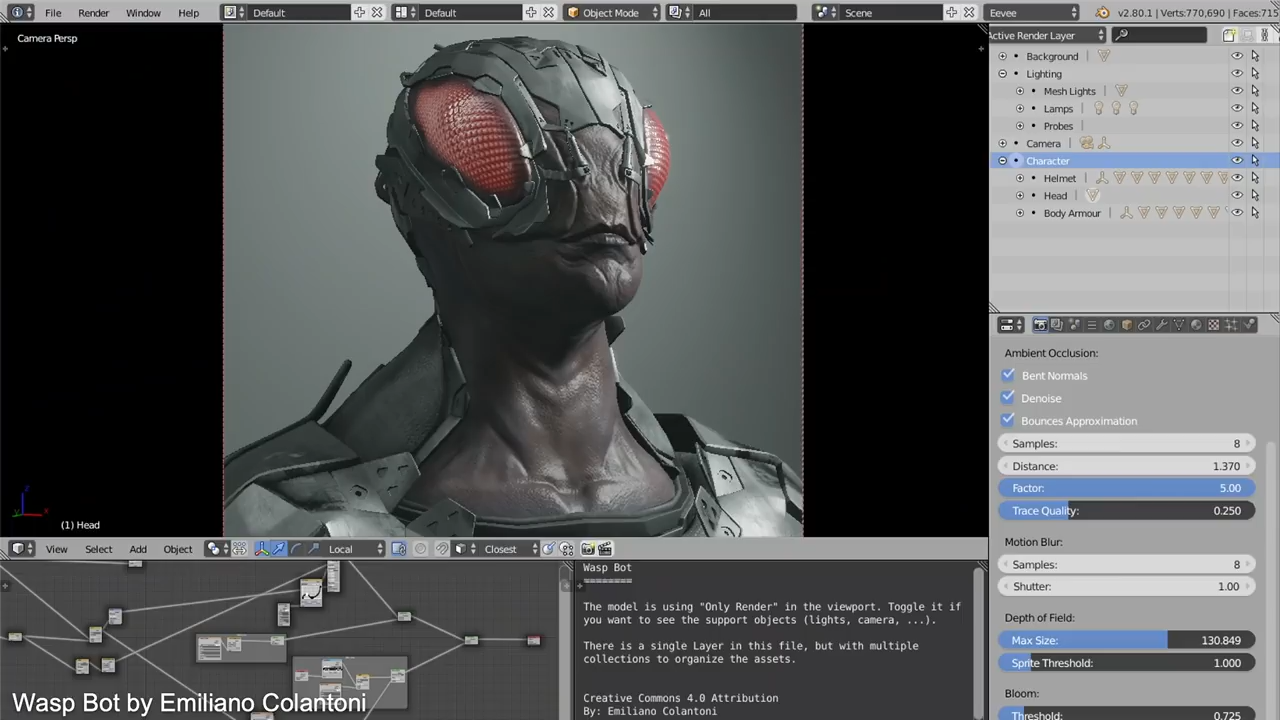 File Render Window Help Default Default Object Mode All Scene Eevee v2.80.1 | Verts:770,690 | Faces:715
Camera Persp
Active Render Layer
Background
Lighting
Mesh Lights
Lamps
Probes
Camera
Character
Helmet
Head
Body Armour
(1) Head
View Select Add Object Local Closest
Ambient Occlusion:
Bent Normals
Denoise
Bounces Approximation
Samples: 8
Distance: 1.370
Factor: 5.00
Trace Quality: 0.250
Motion Blur:
Samples: 8
Shutter: 1.00
Depth of Field:
Max Size: 130.849
Sprite Threshold: 1.000
Bloom:
Threshold: 0.725
Wasp Bot
========
The model is using "Only Render" in the viewport. Toggle it if
you want to see the support objects (lights, camera, ...).
There is a single Layer in this file, but with multiple
collections to organize the assets.
Creative Commons 4.0 Attribution
By: Emiliano Colantoni
Wasp Bot by Emiliano Colantoni